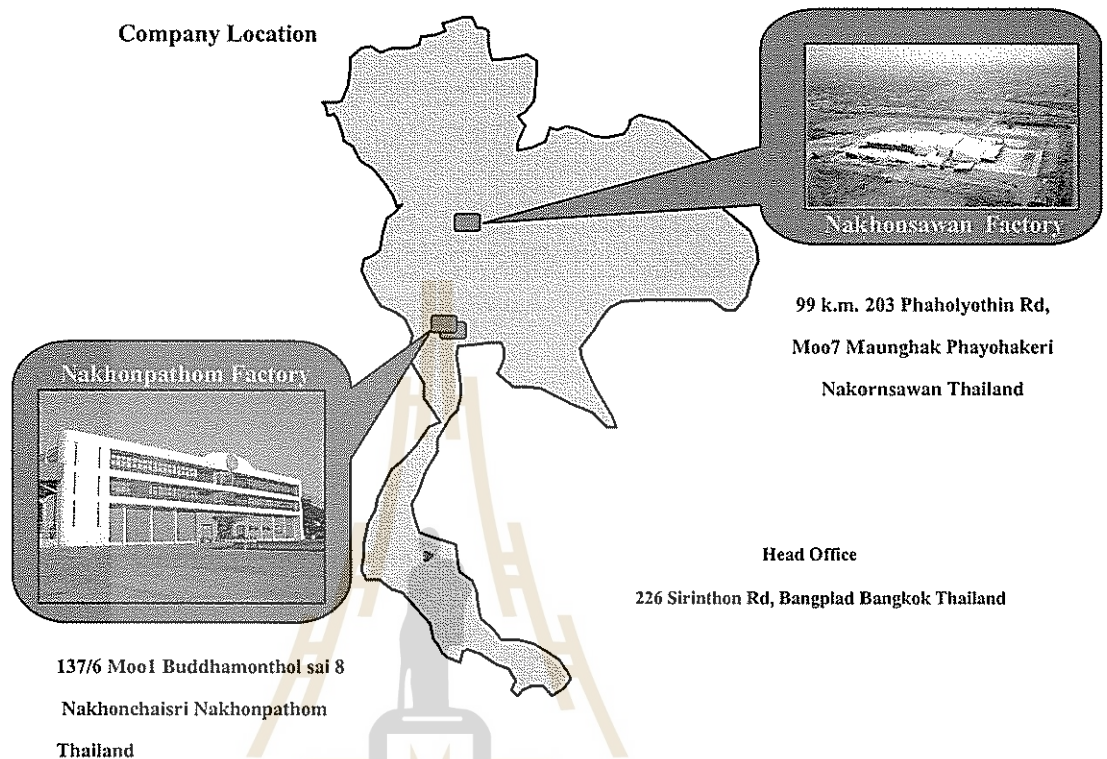 Company Location
Nakhonsawan Factory
99 k.m. 203 Phaholyothin Rd,
Moo7 Maunghak Phayohakeri
Nakornsawan Thailand
Nakhonpathom Factory
Head Office
226 Sirinthon Rd, Bangplad Bangkok Thailand
137/6 Moo1 Buddhamonthol sai 8
Nakhonchaisri Nakhonpathom
Thailand